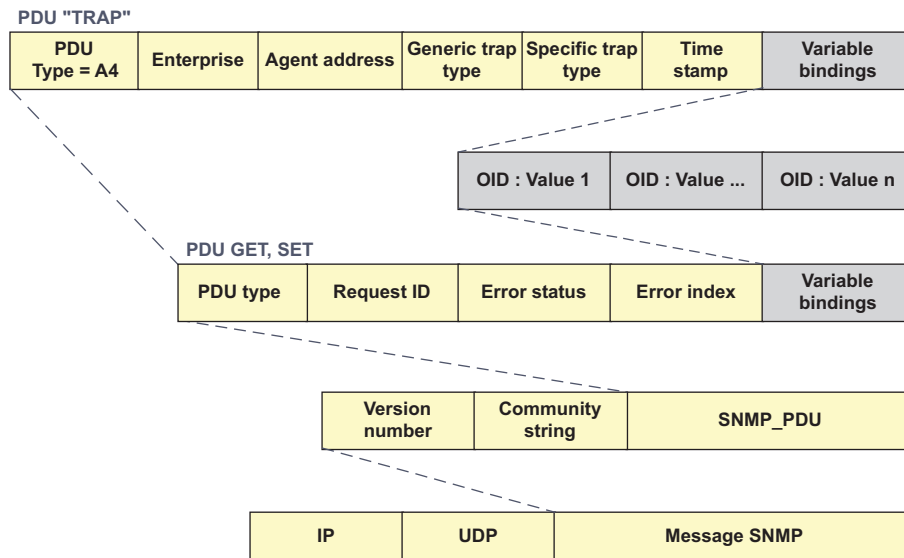 PDU "TRAP"
PDU
Type = A4
Enterprise
Agent address
Generic trap
type
Specific trap
type
Time
stamp
Variable
bindings
OID : Value 1
OID : Value ...
OID : Value n
PDU GET, SET
PDU type
Request ID
Error status
Error index
Variable
bindings
Version
number
Community
string
SNMP_PDU
IP
UDP
Message SNMP